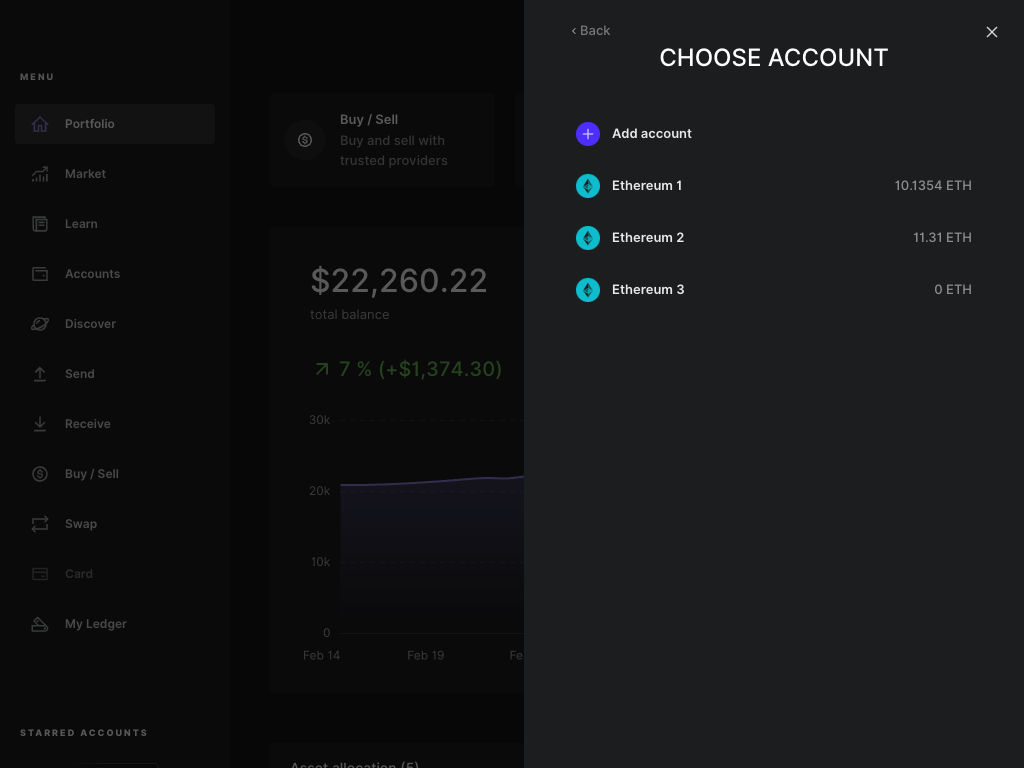 MENU
Portfolio
Market
Learn
Accounts
Discover
Send
Receive
Buy / Sell
Swap
Card
My Ledger
STARRED ACCOUNTS
Buy / Sell
Buy and sell with
trusted providers
$22,260.22
total balance
7 % (+$1,374.30)
30k
20k
10k
0
Feb 14
Feb 19
Asset allocation (5)
‹ Back
CHOOSE ACCOUNT
Add account
Ethereum 1 10.1354 ETH
Ethereum 2 11.31 ETH
Ethereum 3 0 ETH